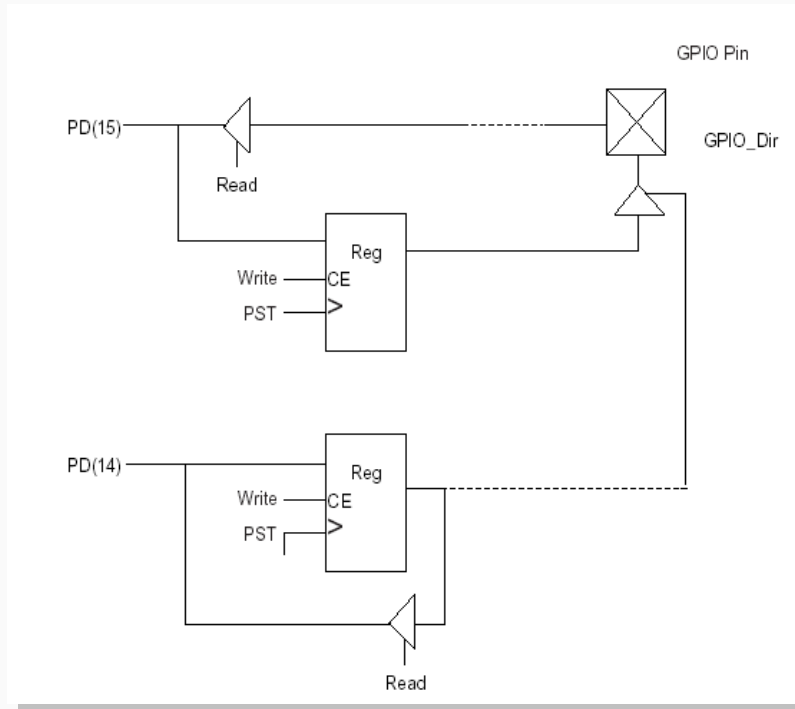 GPIO Pin
PD(15)
GPIO_Dir
Read
Reg
Write
CE
PST
PD(14)
Reg
Write
CE
PST
Read